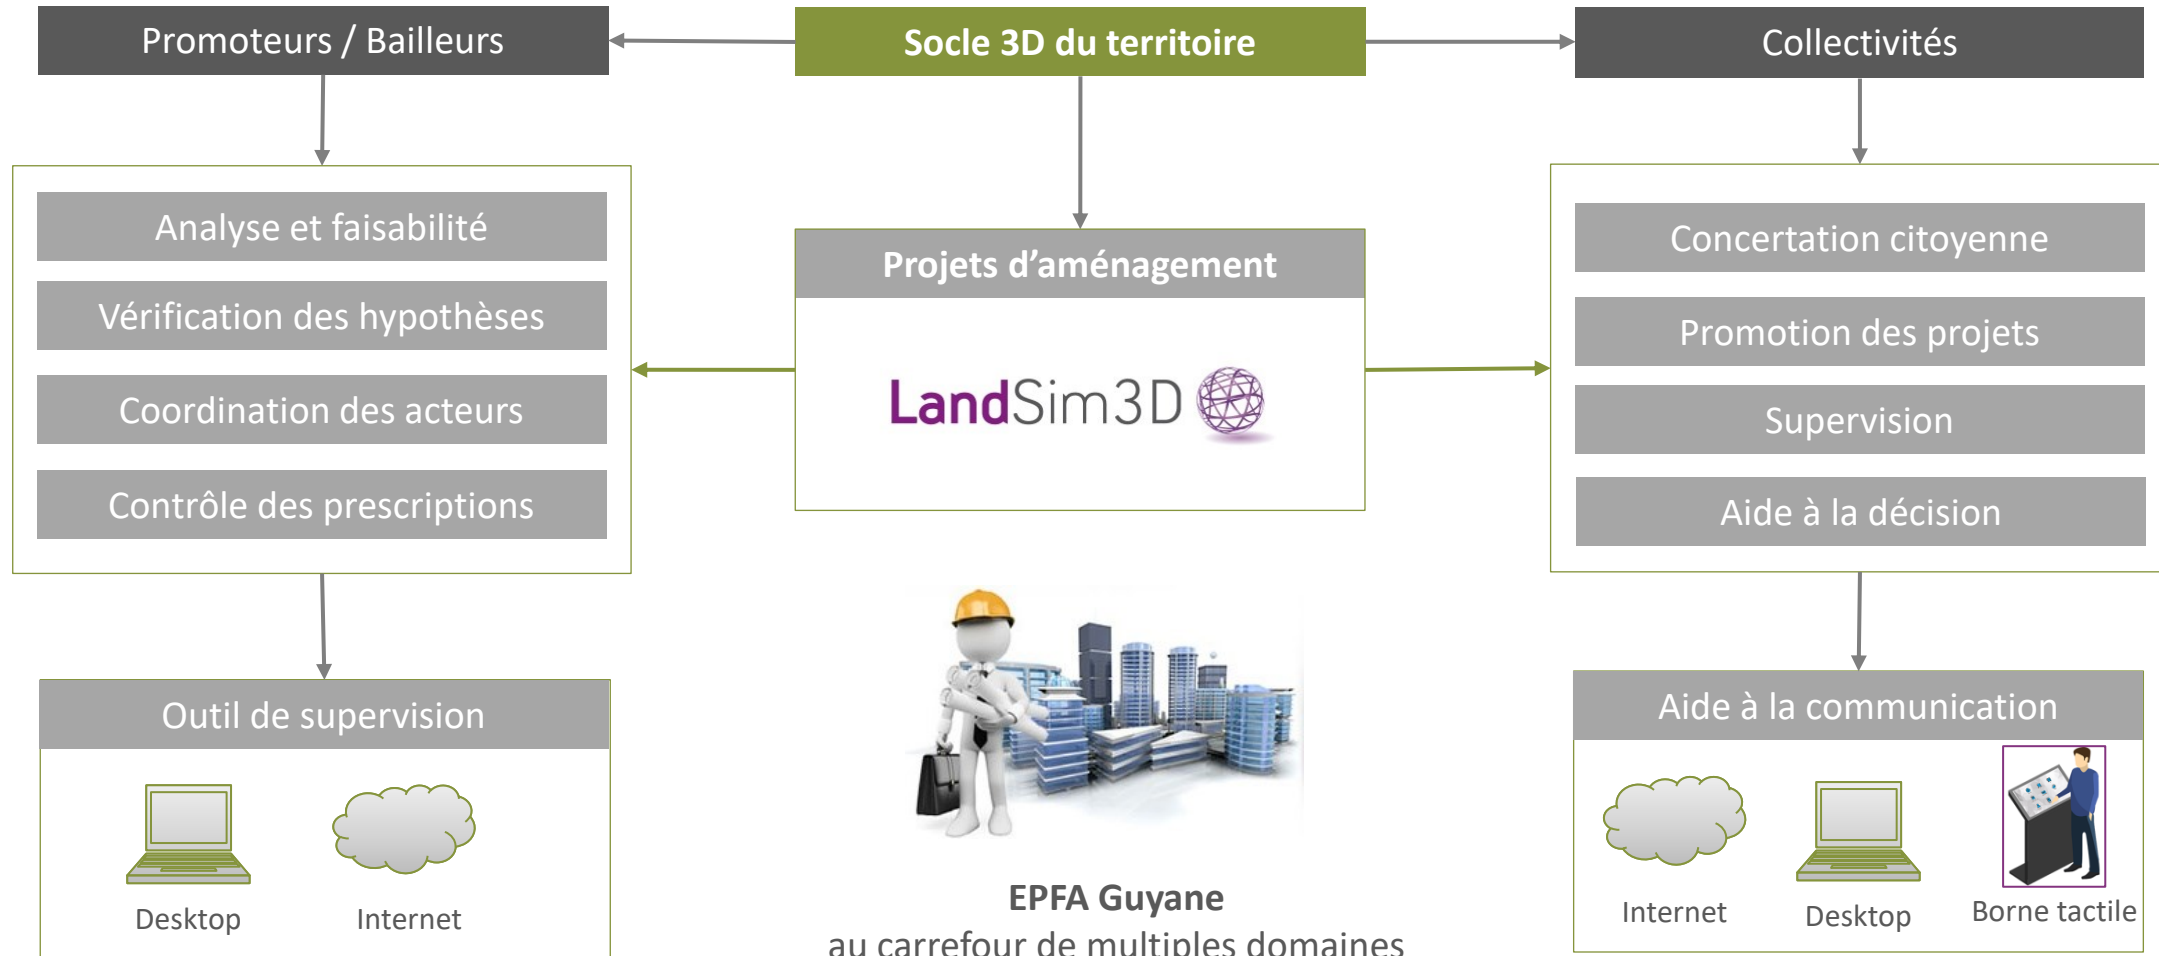 Promoteurs / Bailleurs
Socle 3D du territoire
Collectivités
Analyse et faisabilité
Vérification des hypothèses
Coordination des acteurs
Contrôle des prescriptions
Projets d’aménagement
LandSim3D
Concertation citoyenne
Promotion des projets
Supervision
Aide à la décision
Outil de supervision
Desktop
Internet
EPFA Guyane
au carrefour de multiples domaines
Aide à la communication
Internet
Desktop
Borne tactile